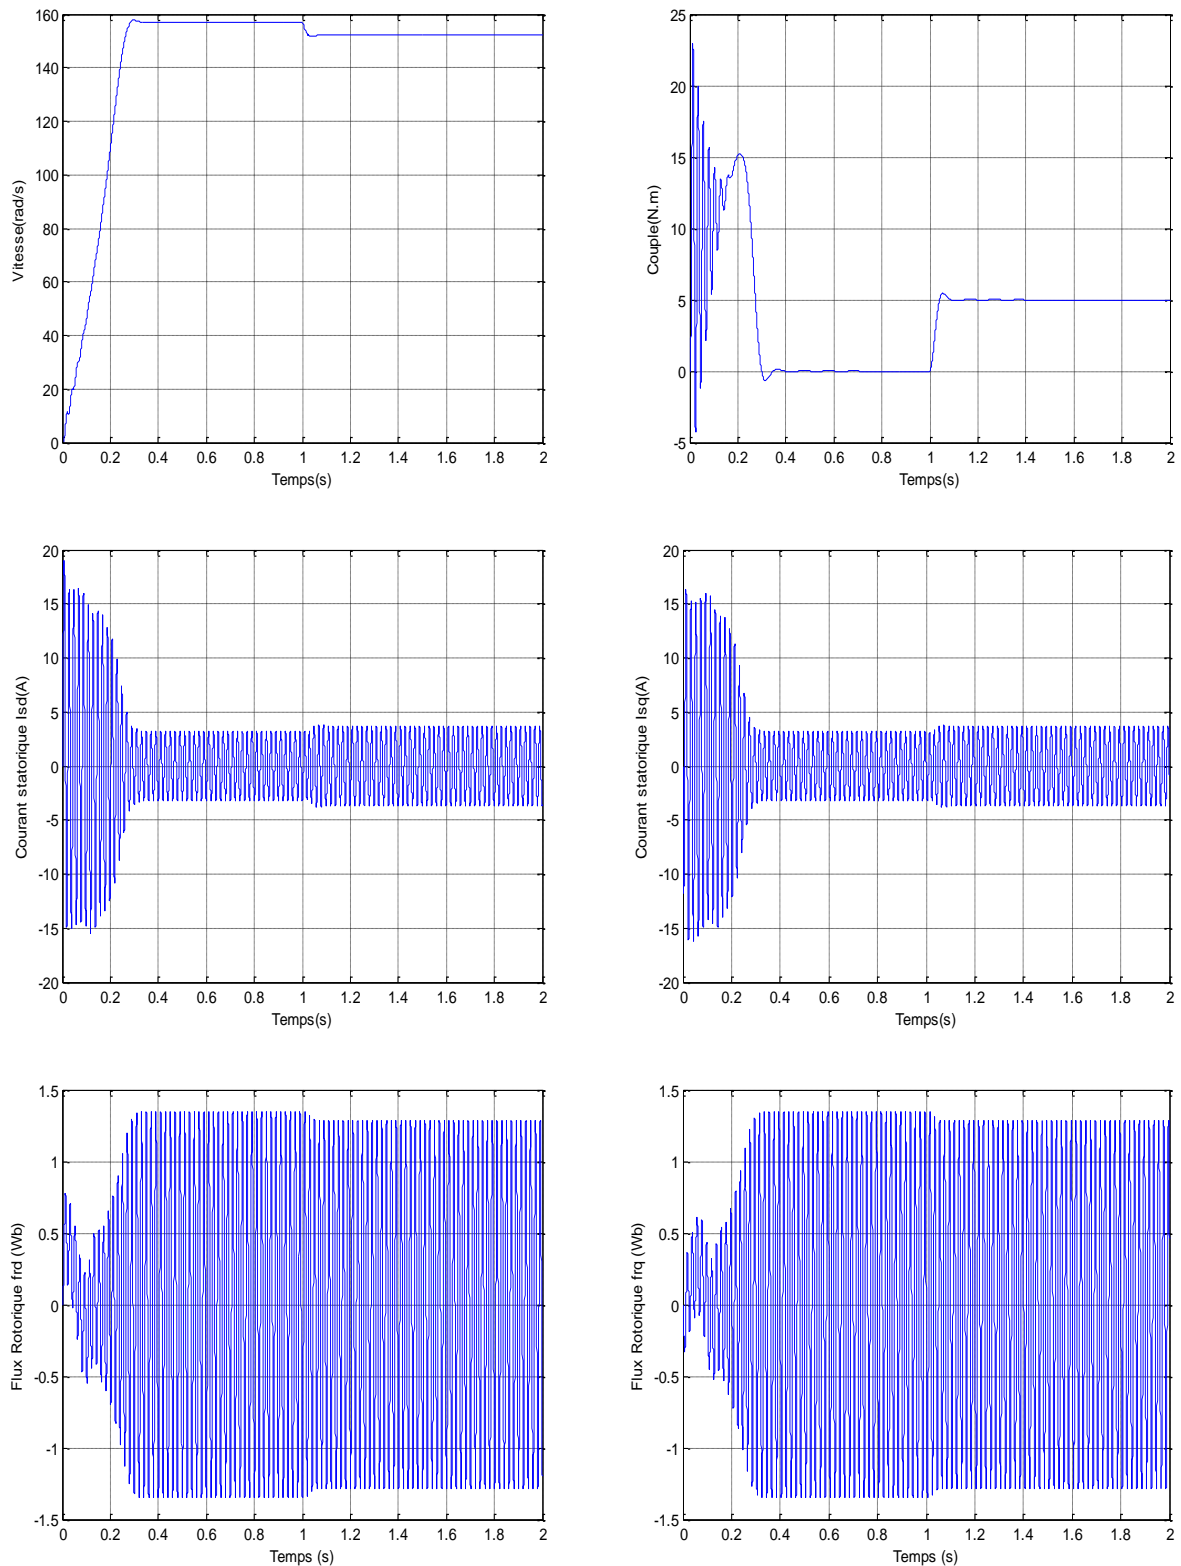 160
140
120
100
80
60
40
20
0
Vitesse(rad/s)
0 0.2 0.4 0.6 0.8 1 1.2 1.4 1.6 1.8 2
Temps(s)
25
20
15
10
5
0
-5
Couple(N.m)
0 0.2 0.4 0.6 0.8 1 1.2 1.4 1.6 1.8 2
Temps(s)
20
15
10
5
0
-5
-10
-15
-20
Courant statorique Isd(A)
0 0.2 0.4 0.6 0.8 1 1.2 1.4 1.6 1.8 2
Temps(s)
20
15
10
5
0
-5
-10
-15
-20
Courant statorique Isq(A)
0 0.2 0.4 0.6 0.8 1 1.2 1.4 1.6 1.8 2
Temps(s)
1.5
1
0.5
0
-0.5
-1
-1.5
Flux Rotorique frd (Wb)
0 0.2 0.4 0.6 0.8 1 1.2 1.4 1.6 1.8 2
Temps (s)
1.5
1
0.5
0
-0.5
-1
-1.5
Flux Rotorique frq (Wb)
0 0.2 0.4 0.6 0.8 1 1.2 1.4 1.6 1.8 2
Temps (s)